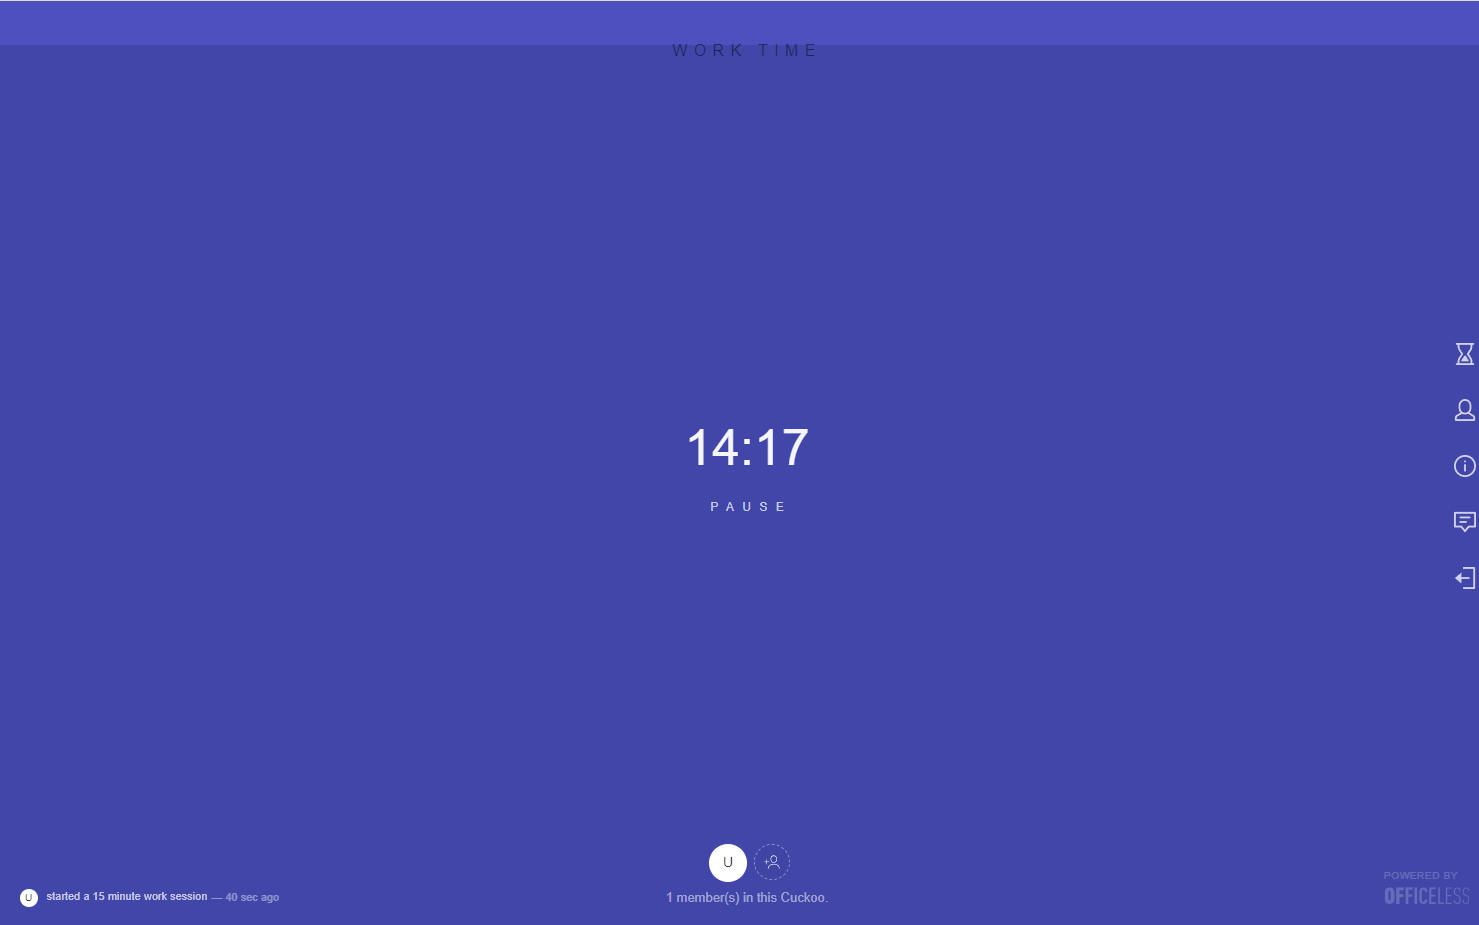 WORK TIME
14:17
PAUSE
U
1 member(s) in this Cuckoo.
U started a 15 minute work session — 40 sec ago
POWERED BY
OFFICELESS